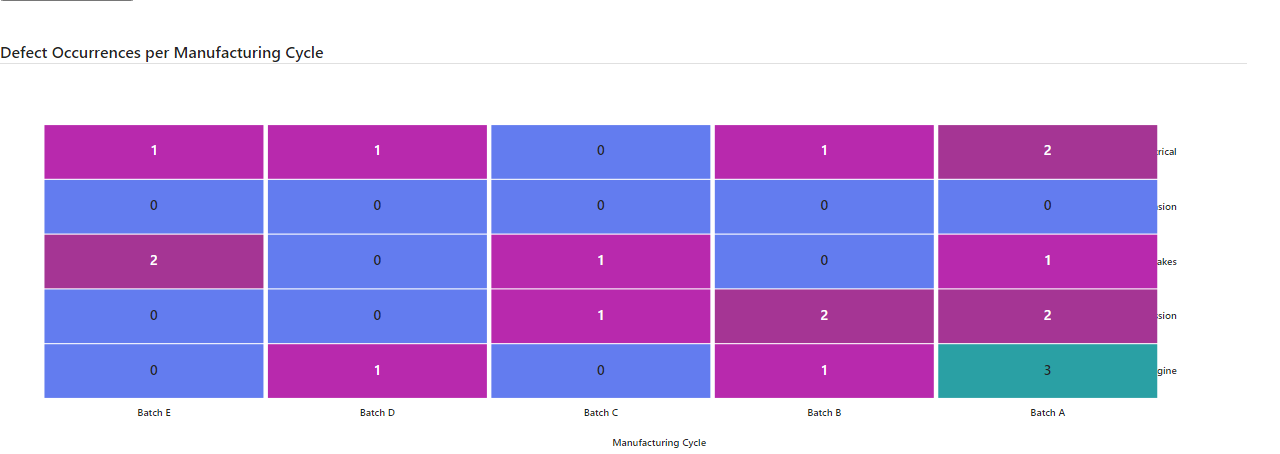 Defect Occurrences per Manufacturing Cycle
1 1 0 1 2 rical
0 0 0 0 0 sion
2 0 1 0 1 akes
0 0 1 2 2 sion
0 1 0 1 3 gine
Batch E Batch D Batch C Batch B Batch A
Manufacturing Cycle